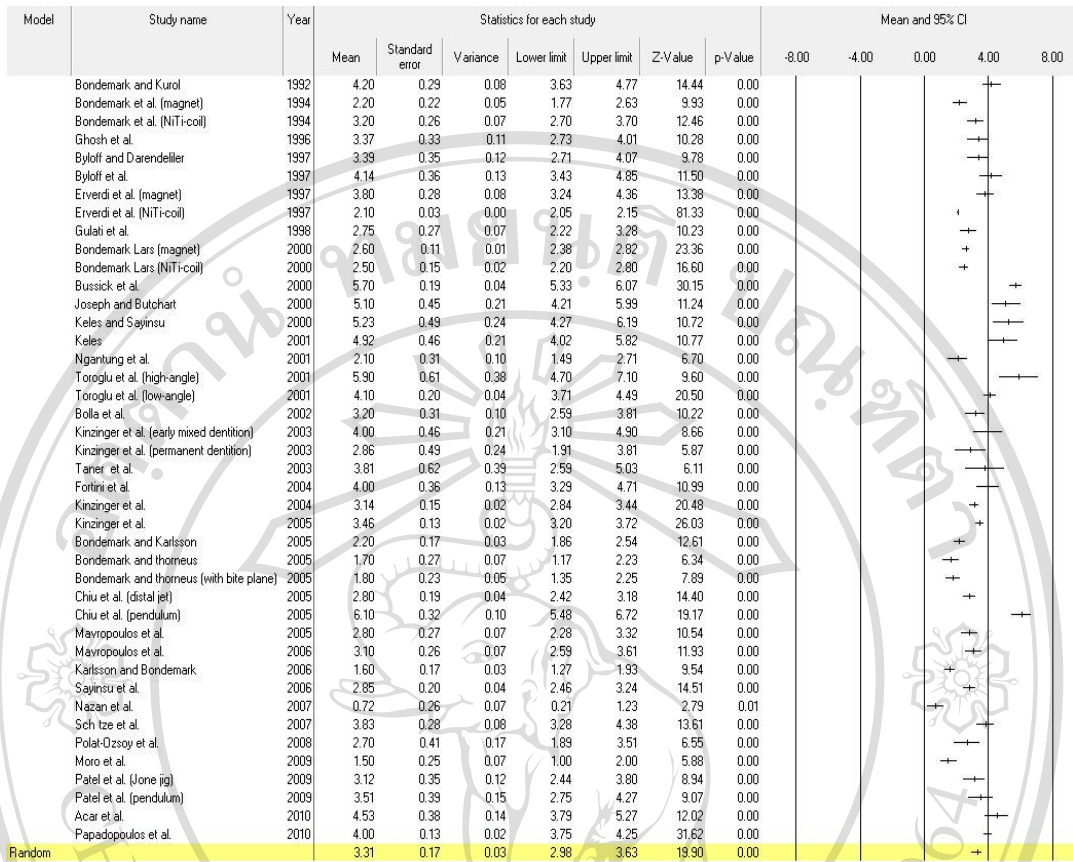 Model Study name Year Statistics for each study Mean and 95% CI
Mean Standard error Variance Lower limit Upper limit Z-Value p-Value -8.00 -4.00 0.00 4.00 8.00
Bondemark and Kurol 1992 4.20 0.29 0.08 3.63 4.77 14.44 0.00
Bondemark et al. (magnet) 1994 2.20 0.22 0.05 1.77 2.63 9.93 0.00
Bondemark et al. (NiTi-coil) 1994 3.20 0.26 0.07 2.70 3.70 12.46 0.00
Ghosh et al. 1996 3.37 0.33 0.11 2.73 4.01 10.28 0.00
Byloff and Darendeliler 1997 3.39 0.35 0.12 2.71 4.07 9.78 0.00
Byloff et al. 1997 4.14 0.36 0.13 3.43 4.85 11.50 0.00
Erverdi et al. (magnet) 1997 3.80 0.28 0.08 3.24 4.36 13.38 0.00
Erverdi et al. (NiTi-coil) 1997 2.10 0.03 0.00 2.05 2.15 81.33 0.00
Gulati et al. 1998 2.75 0.27 0.07 2.22 3.28 10.23 0.00
Bondemark Lars (magnet) 2000 2.60 0.11 0.01 2.38 2.82 23.36 0.00
Bondemark Lars (NiTi-coil) 2000 2.50 0.15 0.02 2.20 2.80 16.60 0.00
Bussick et al. 2000 5.70 0.19 0.04 5.33 6.07 30.15 0.00
Joseph and Butchart 2000 5.10 0.45 0.21 4.21 5.99 11.24 0.00
Keles and Sayinsu 2000 5.23 0.49 0.24 4.27 6.19 10.72 0.00
Keles 2001 4.92 0.46 0.21 4.02 5.82 10.77 0.00
Ngantung et al. 2001 2.10 0.31 0.10 1.49 2.71 6.70 0.00
Toroglu et al. (high-angle) 2001 5.90 0.61 0.38 4.70 7.10 9.60 0.00
Toroglu et al. (low-angle) 2001 4.10 0.20 0.04 3.71 4.49 20.50 0.00
Bolla et al. 2002 3.20 0.31 0.10 2.59 3.81 10.22 0.00
Kinzinger et al. (early mixed dentition) 2003 4.00 0.46 0.21 3.10 4.90 8.66 0.00
Kinzinger et al. (permanent dentition) 2003 2.86 0.49 0.24 1.91 3.81 5.87 0.00
Taner et al. 2003 3.81 0.62 0.39 2.59 5.03 6.11 0.00
Fortini et al. 2004 4.00 0.36 0.13 3.29 4.71 10.99 0.00
Kinzinger et al. 2004 3.14 0.15 0.02 2.84 3.44 20.48 0.00
Kinzinger et al. 2005 3.46 0.13 0.02 3.20 3.72 26.03 0.00
Bondemark and Karlsson 2005 2.20 0.17 0.03 1.86 2.54 12.61 0.00
Bondemark and thorneus 2005 1.70 0.27 0.07 1.17 2.23 6.34 0.00
Bondemark and thorneus (with bite plane) 2005 1.80 0.23 0.05 1.35 2.25 7.89 0.00
Chiu et al. (distal jet) 2005 2.80 0.19 0.04 2.42 3.18 14.40 0.00
Chiu et al. (pendulum) 2005 6.10 0.32 0.10 5.48 6.72 19.17 0.00
Mavropoulos et al. 2005 2.80 0.27 0.07 2.28 3.32 10.54 0.00
Mavropoulos et al. 2006 3.10 0.26 0.07 2.59 3.61 11.93 0.00
Karlsson and Bondemark 2006 1.60 0.17 0.03 1.27 1.93 9.54 0.00
Sayinsu et al. 2006 2.85 0.20 0.04 2.46 3.24 14.51 0.00
Nazan et al. 2007 0.72 0.26 0.07 0.21 1.23 2.79 0.01
Sch tze et al. 2007 3.83 0.28 0.08 3.28 4.38 13.61 0.00
Polat-Ozsoy et al. 2008 2.70 0.41 0.17 1.89 3.51 6.55 0.00
Moro et al. 2009 1.50 0.25 0.07 1.00 2.00 5.88 0.00
Patel et al. (Jone jig) 2009 3.12 0.35 0.12 2.44 3.80 8.94 0.00
Patel et al. (pendulum) 2009 3.51 0.39 0.15 2.75 4.27 9.07 0.00
Acar et al. 2010 4.53 0.38 0.14 3.79 5.27 12.02 0.00
Papadopoulos et al. 2010 4.00 0.13 0.02 3.75 4.25 31.62 0.00
Random 3.31 0.17 0.03 2.98 3.63 19.90 0.00